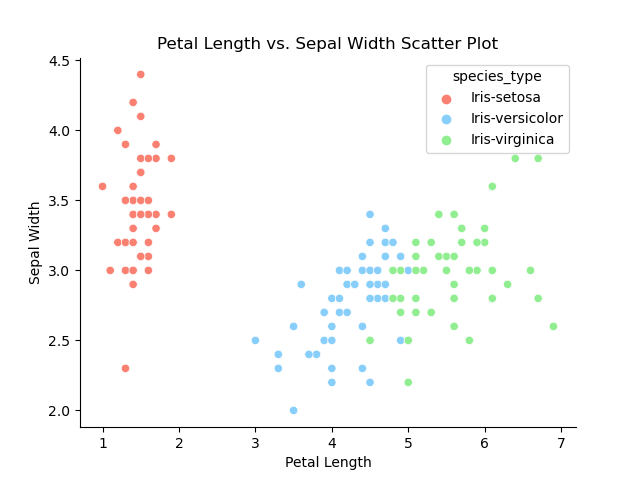 Petal Length vs. Sepal Width Scatter Plot
species_type
Iris-setosa
Iris-versicolor
Iris-virginica
Sepal Width
4.5
4.0
3.5
3.0
2.5
2.0
1 2 3 4 5 6 7
Petal Length